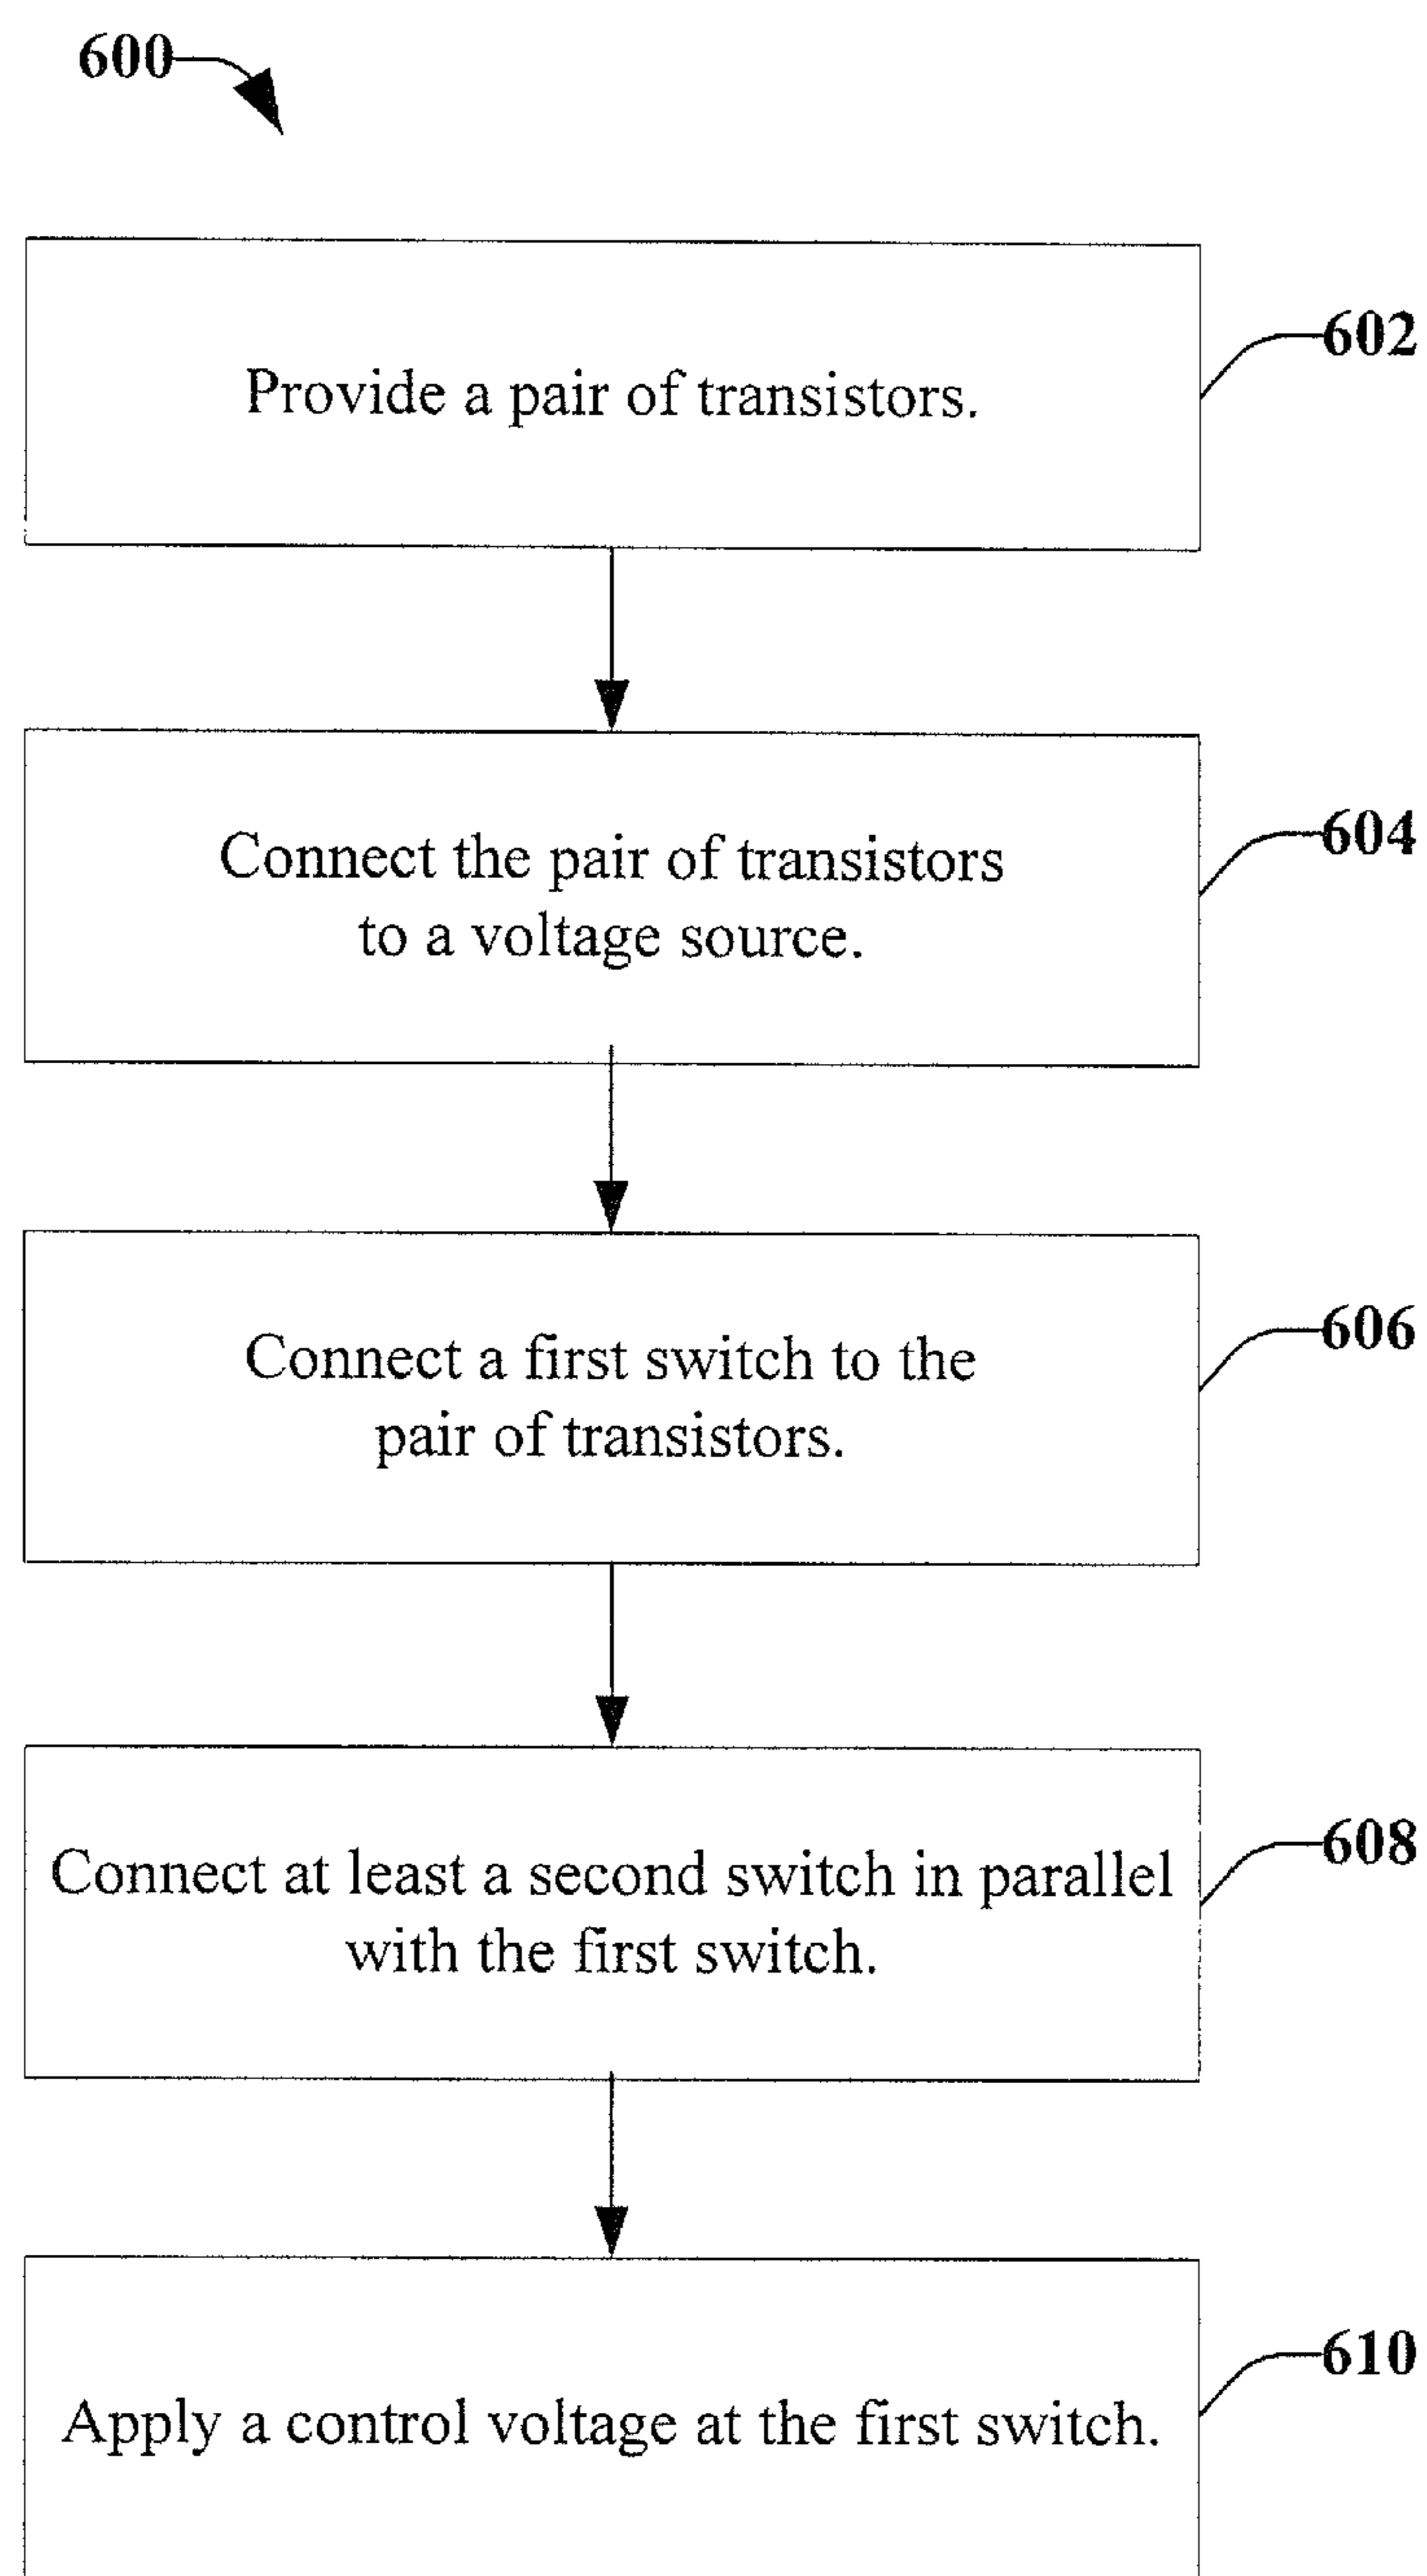 600
Provide a pair of transistors.
602
Connect the pair of transistors
to a voltage source.
604
Connect a first switch to the
pair of transistors.
606
Connect at least a second switch in parallel
with the first switch.
608
Apply a control voltage at the first switch.
610